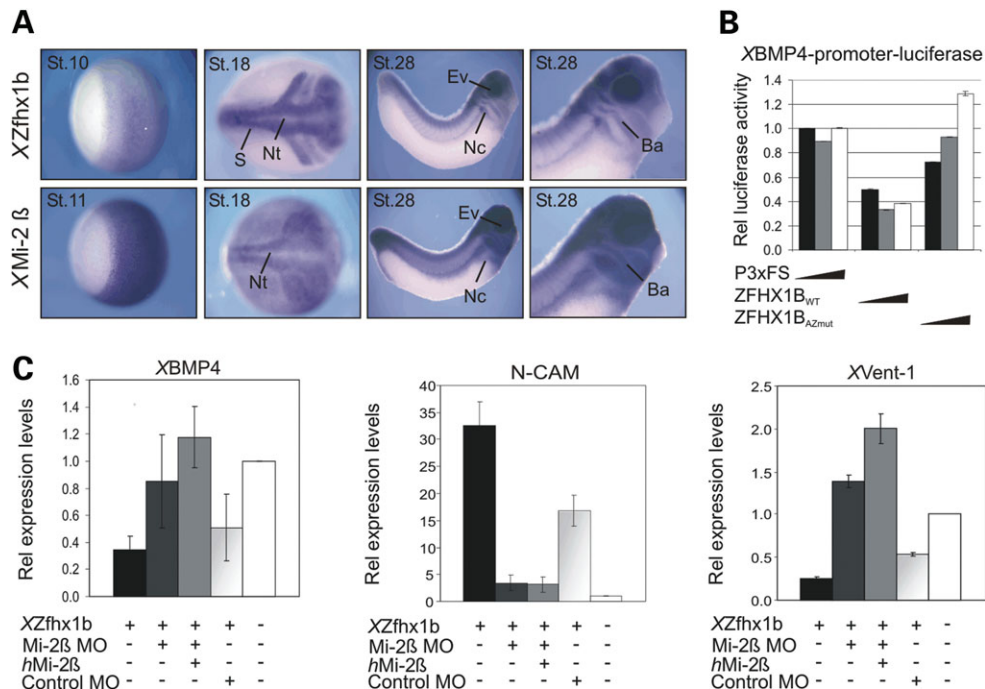 A
XZfhx1b
St.10
St.18
S
Nt
St.28
Ev
Nc
St.28
Ba
XMi-2 ß
St.11
St.18
Nt
St.28
Ev
Nc
St.28
Ba
B
XBMP4-promoter-luciferase
Rel luciferase activity
1.4
1.2
1.0
0.8
0.6
0.4
0.2
0.0
P3xFS
ZFHX1BWT
ZFHX1BAZmut
C
XBMP4
Rel expression levels
1.6
1.4
1.2
1.0
0.8
0.6
0.4
0.2
0.0
XZfhx1b + + + + -
Mi-2ß MO - + + - -
hMi-2ß - - + - -
Control MO - - - + -
N-CAM
Rel expression levels
40
35
30
25
20
15
10
5
0
XZfhx1b + + + + -
Mi-2ß MO - + + - -
hMi-2ß - - + - -
Control MO - - - + -
XVent-1
Rel expression levels
2.5
2.0
1.5
1.0
0.5
0.0
XZfhx1b + + + + -
Mi-2ß MO - + + - -
hMi-2ß - - + - -
Control MO - - - + -